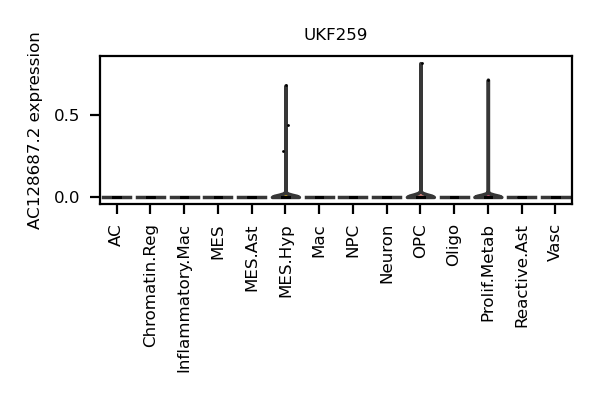 UKF259
AC128687.2 expression
0.5
0.0
AC
Chromatin.Reg
Inflammatory.Mac
MES
MES.Ast
MES.Hyp
Mac
NPC
Neuron
OPC
Oligo
Prolif.Metab
Reactive.Ast
Vasc